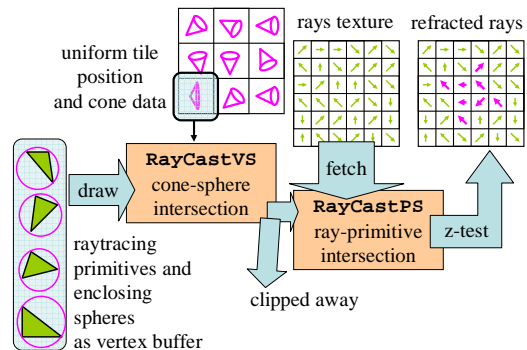 uniform tile
position
and cone data
rays texture
refracted rays
RayCastVS
cone-sphere
intersection
draw
fetch
RayCastPS
ray-primitive
intersection
z-test
clipped away
raytracing
primitives and
enclosing
spheres
as vertex buffer